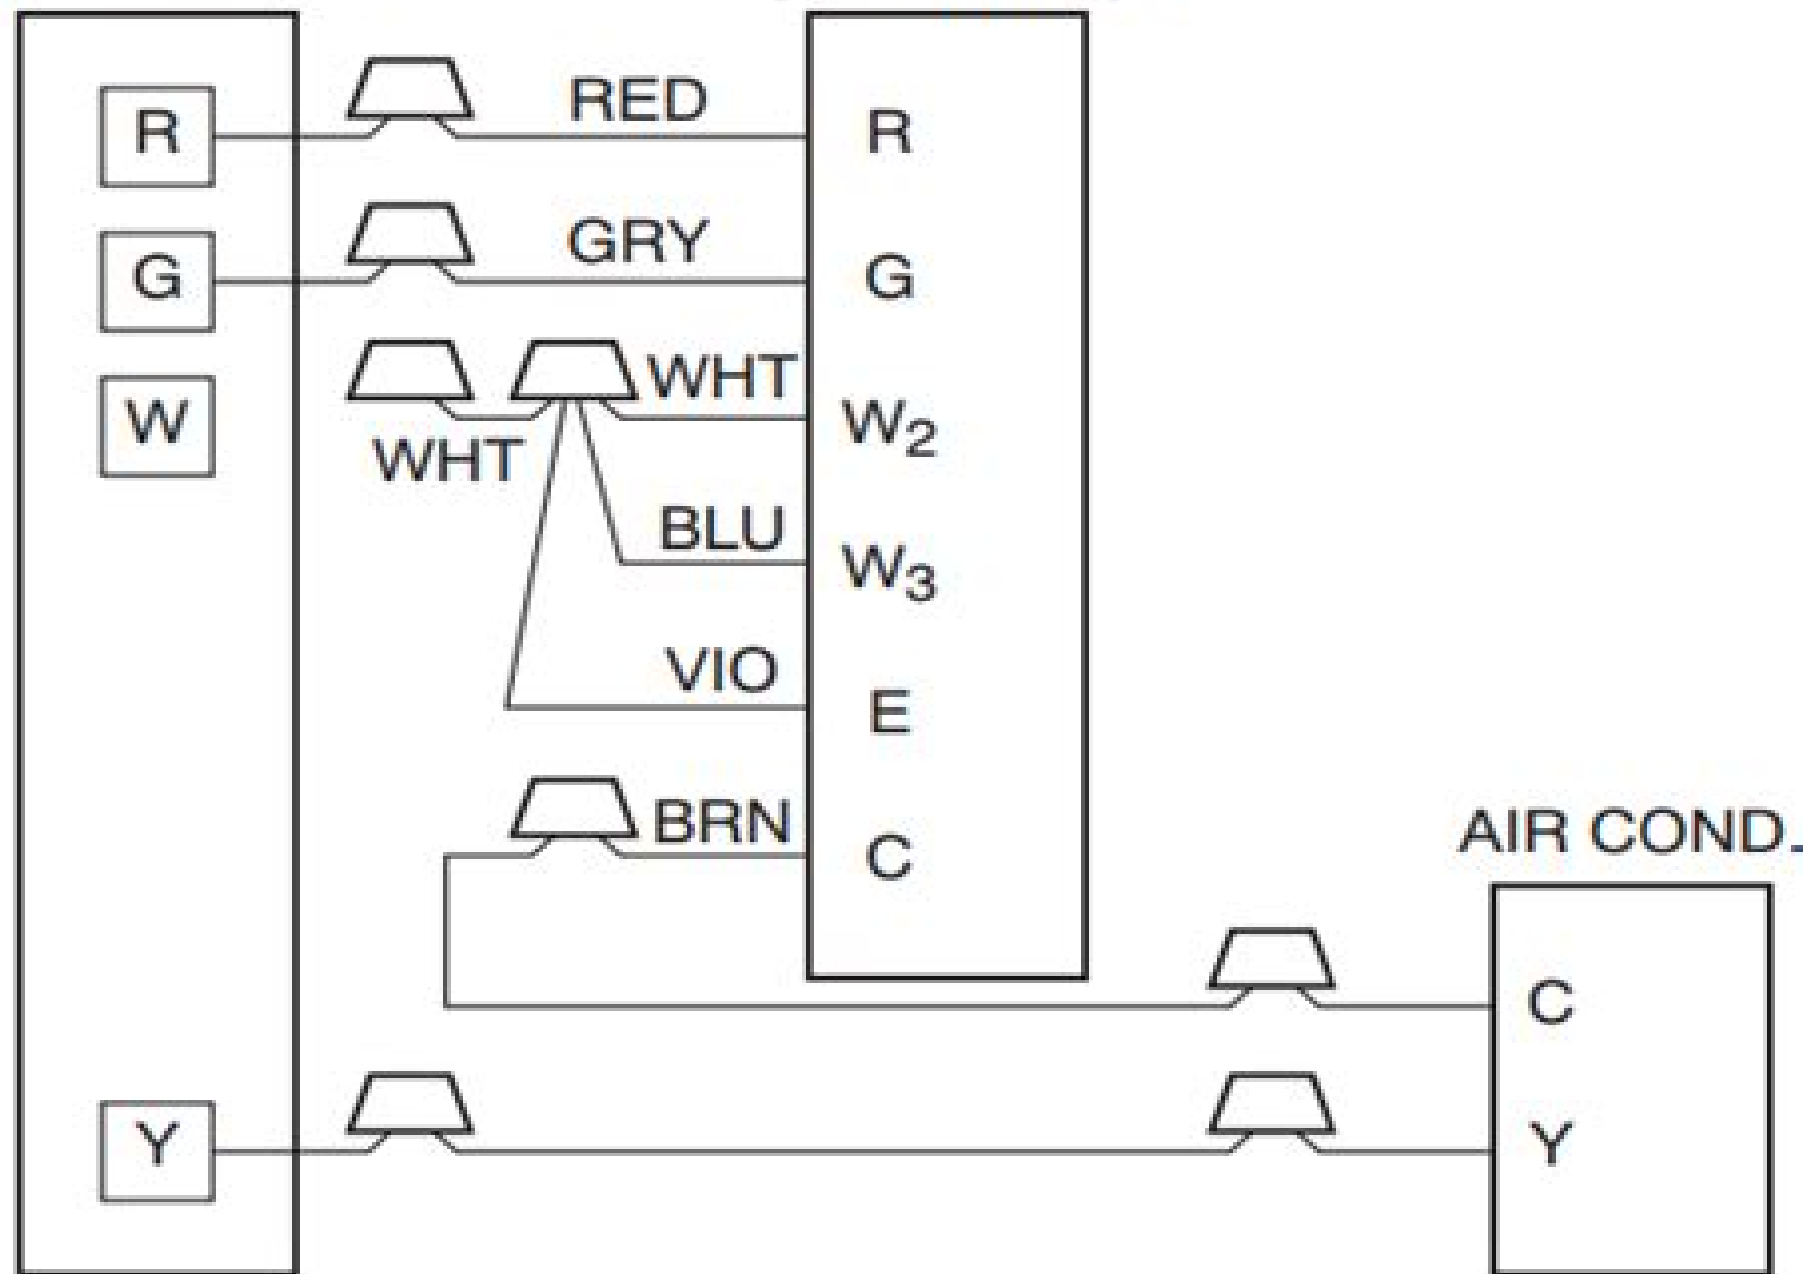 R RED R
G GRY G
W WHT W2
WHT
BLU W3
VIO E
BRN C
AIR COND.
C
Y Y